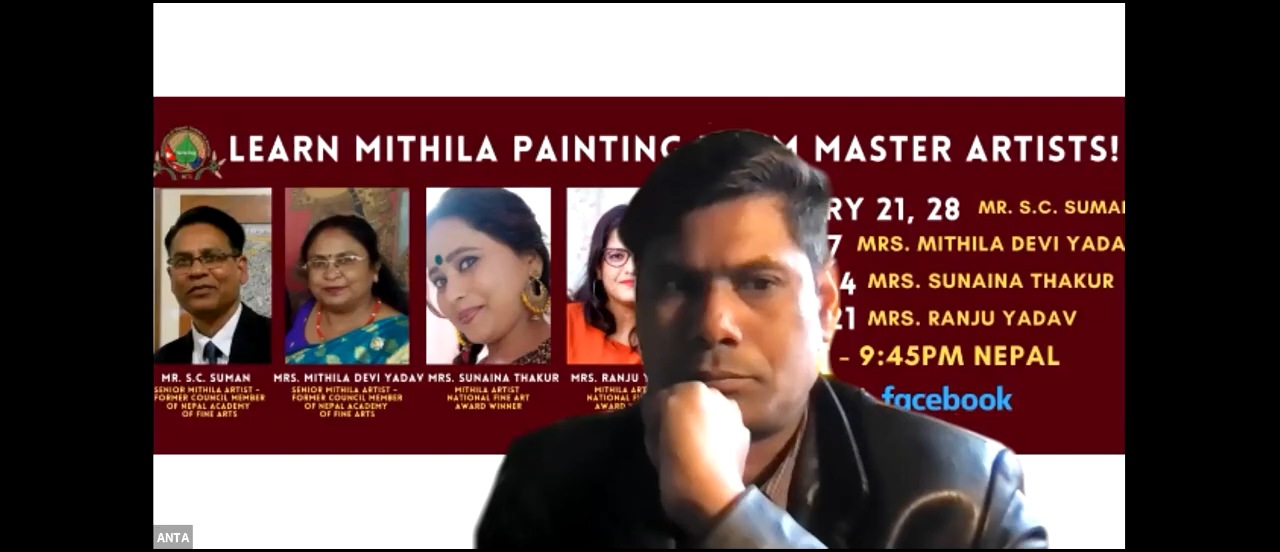 LEARN MITHILA PAINTING MASTER ARTISTS!
RY 21, 28 MR. S.C. SUMAN
7 MRS. MITHILA DEVI YADA
4 MRS. SUNAINA THAKUR
21 MRS. RANJU YADAV
- 9:45PM NEPAL
facebook
MR. S.C. SUMAN
SENIOR MITHILA ARTIST -
FORMER COUNCIL MEMBER
OF NEPAL ACADEMY
OF FINE ARTS
MRS. MITHILA DEVI YADAV
SENIOR MITHILA ARTIST -
FORMER COUNCIL MEMBER
OF NEPAL ACADEMY
OF FINE ARTS
MRS. SUNAINA THAKUR
MITHILA ARTIST
NATIONAL FINE ART
AWARD WINNER
MRS. RANJU Y
MITHILA ART
NATIONAL FI
AWARD
ANTA